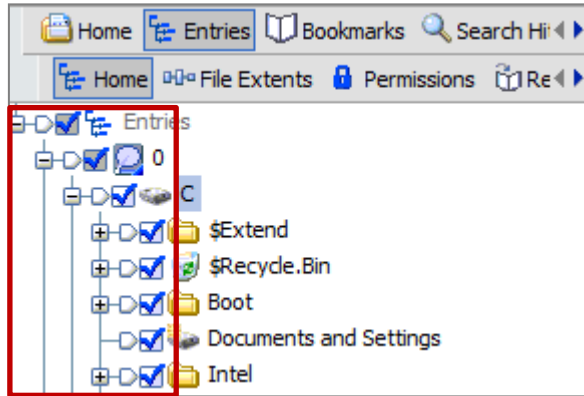 Home Entries Bookmarks Search Hi
Home File Extents Permissions Re
Entries
0
C
$Extend
$Recycle.Bin
Boot
Documents and Settings
Intel